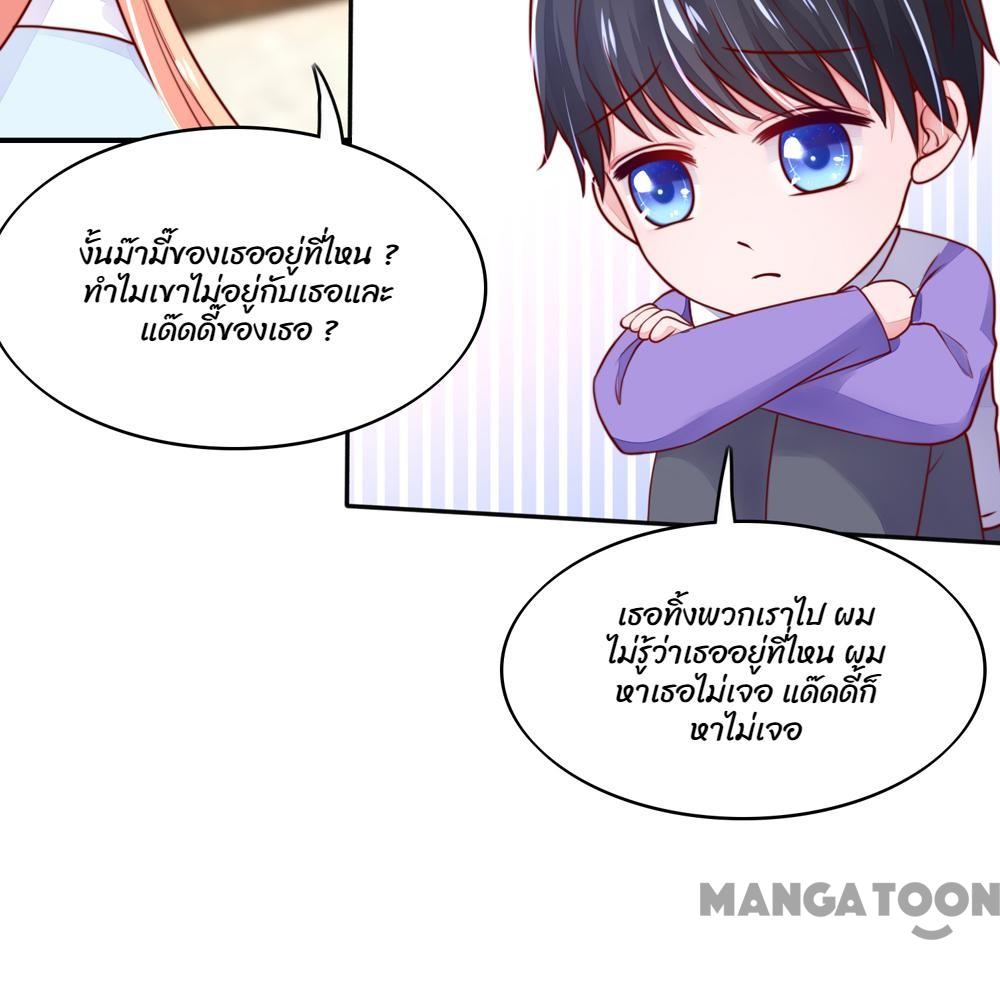 งั้นม๊ามี๊ของเธออยู่ที่ไหน ?
ทำไมเขาไม่อยู่กับเธอและ
แด๊ดดี๊ของเธอ ?
เธอทิ้งพวกเราไป ผม
ไม่รู้ว่าเธออยู่ที่ไหน ผม
หาเธอไม่เจอ แด๊ดดี๊ก็
หาไม่เจอ
MANGATOON